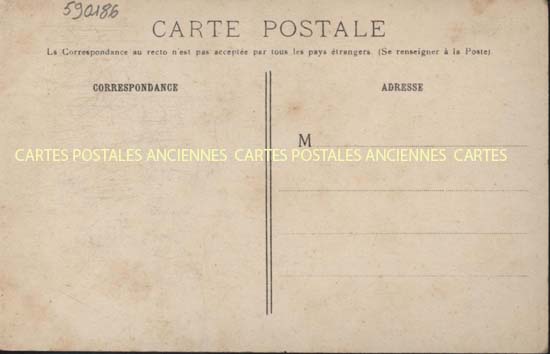 590186
CARTE POSTALE
La Correspondance au recto n'est pas acceptée par tous les pays étrangers. (Se renseigner à la Poste).
CORRESPONDANCE
ADRESSE
M
CARTES POSTALES ANCIENNES CARTES POSTALES ANCIENNES CARTES